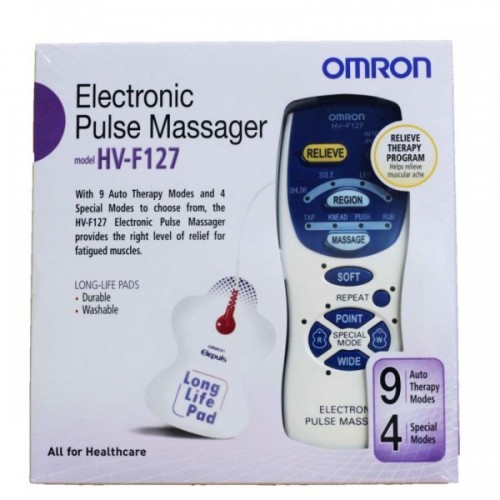 OMRON
Electronic
Pulse Massager
model HV-F127
With 9 Auto Therapy Modes and 4
Special Modes to choose from, the
HV-F127 Electronic Pulse Massager
provides the right level of relief for
fatigued muscles.
LONG-LIFE PADS
• Durable
• Washable
OMRON
HV-F127
RELIEVE
THERAPY
PROGRAM
Helps relieve
muscular ache
RELIEVE
SOLE
SHLDR
REGION
TAP KNEAD PUSH RUB
MASSAGE
SOFT
REPEAT
POINT
R SPECIAL MODE W
WIDE
ELECTRON
PULSE MASS
omron
Elepuls
Long
Life
Pad
9 Auto
Therapy
Modes
4 Special
Modes
All for Healthcare